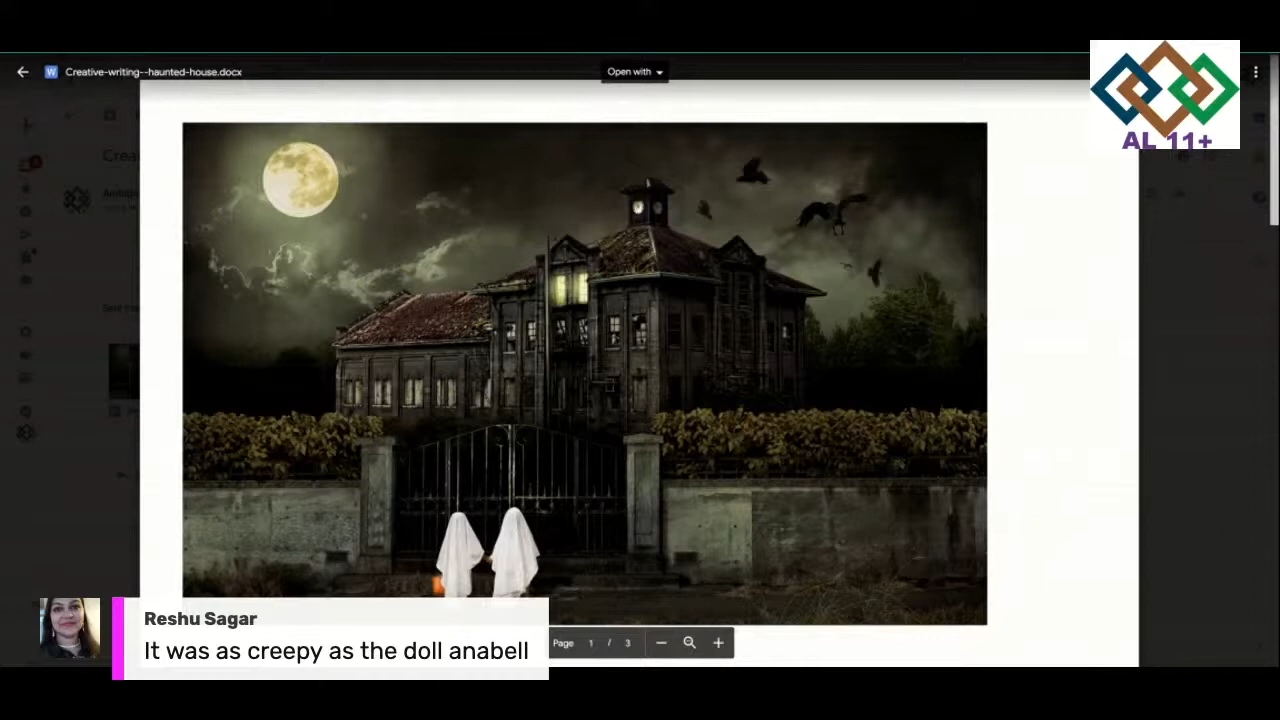 Creative-writing--haunted-house.docx
Open with
AL 11+
Reshu Sagar
It was as creepy as the doll anabell
Page 1 / 3